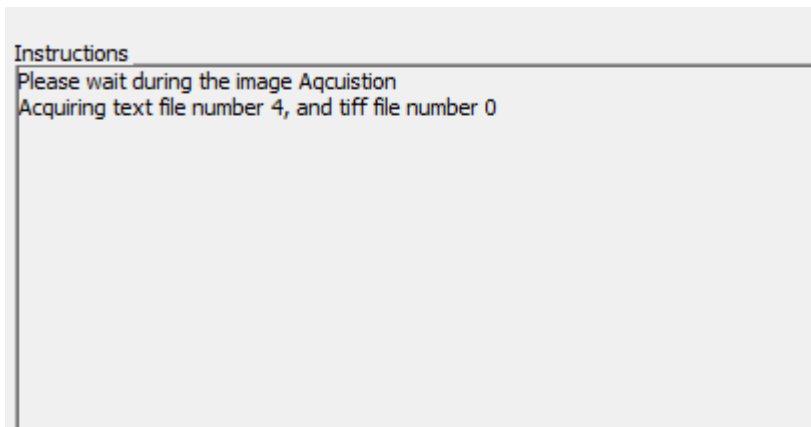 Instructions
Please wait during the image Aqcuistion
Acquiring text file number 4, and tiff file number 0